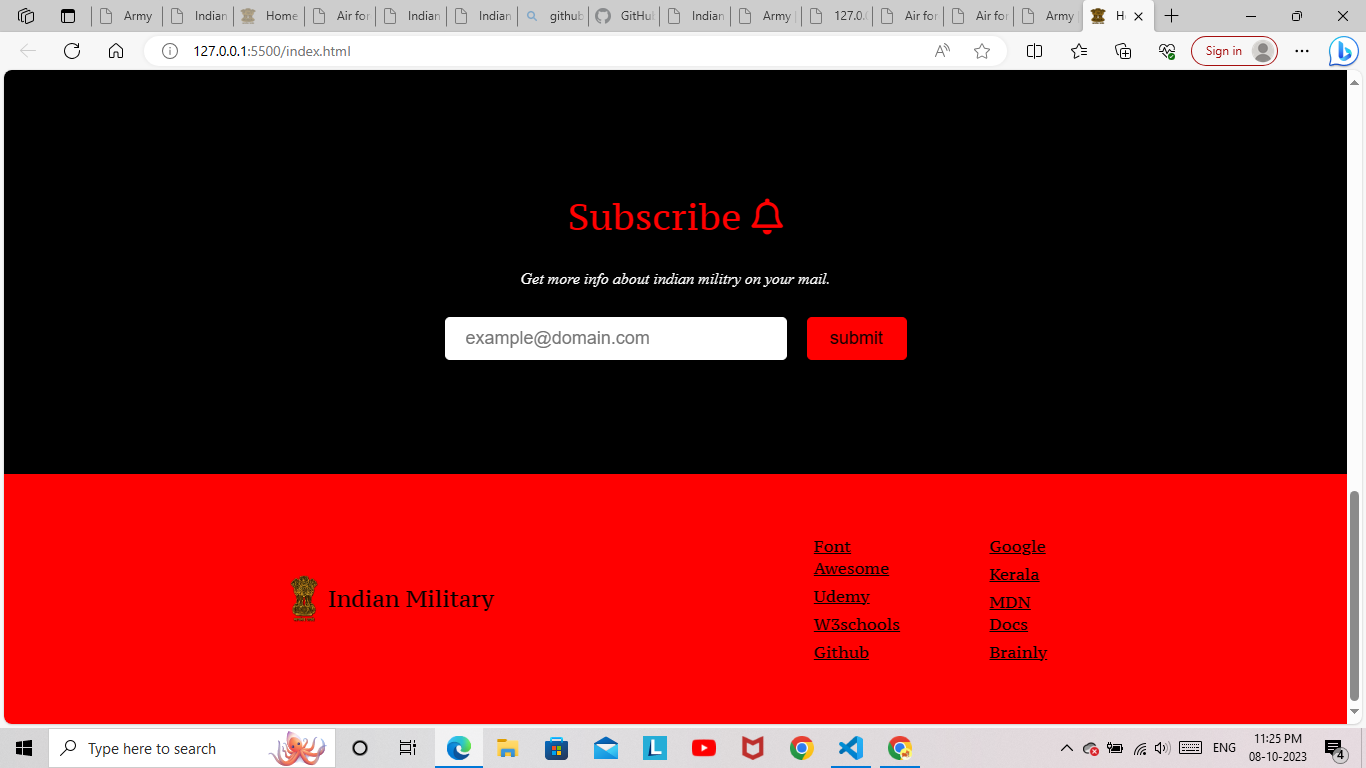 Army
Indian
Home
Air for
Indian
Indian
github
GitHub
Indian
Army
127.0.
Air for
Air for
Army
Ho
127.0.0.1:5500/index.html
Sign in
Subscribe
Get more info about indian militry on your mail.
example@domain.com
submit
Indian Military
Font
Awesome
Udemy
W3schools
Github
Google
Kerala
MDN
Docs
Brainly
Type here to search
ENG
11:25 PM
08-10-2023
4